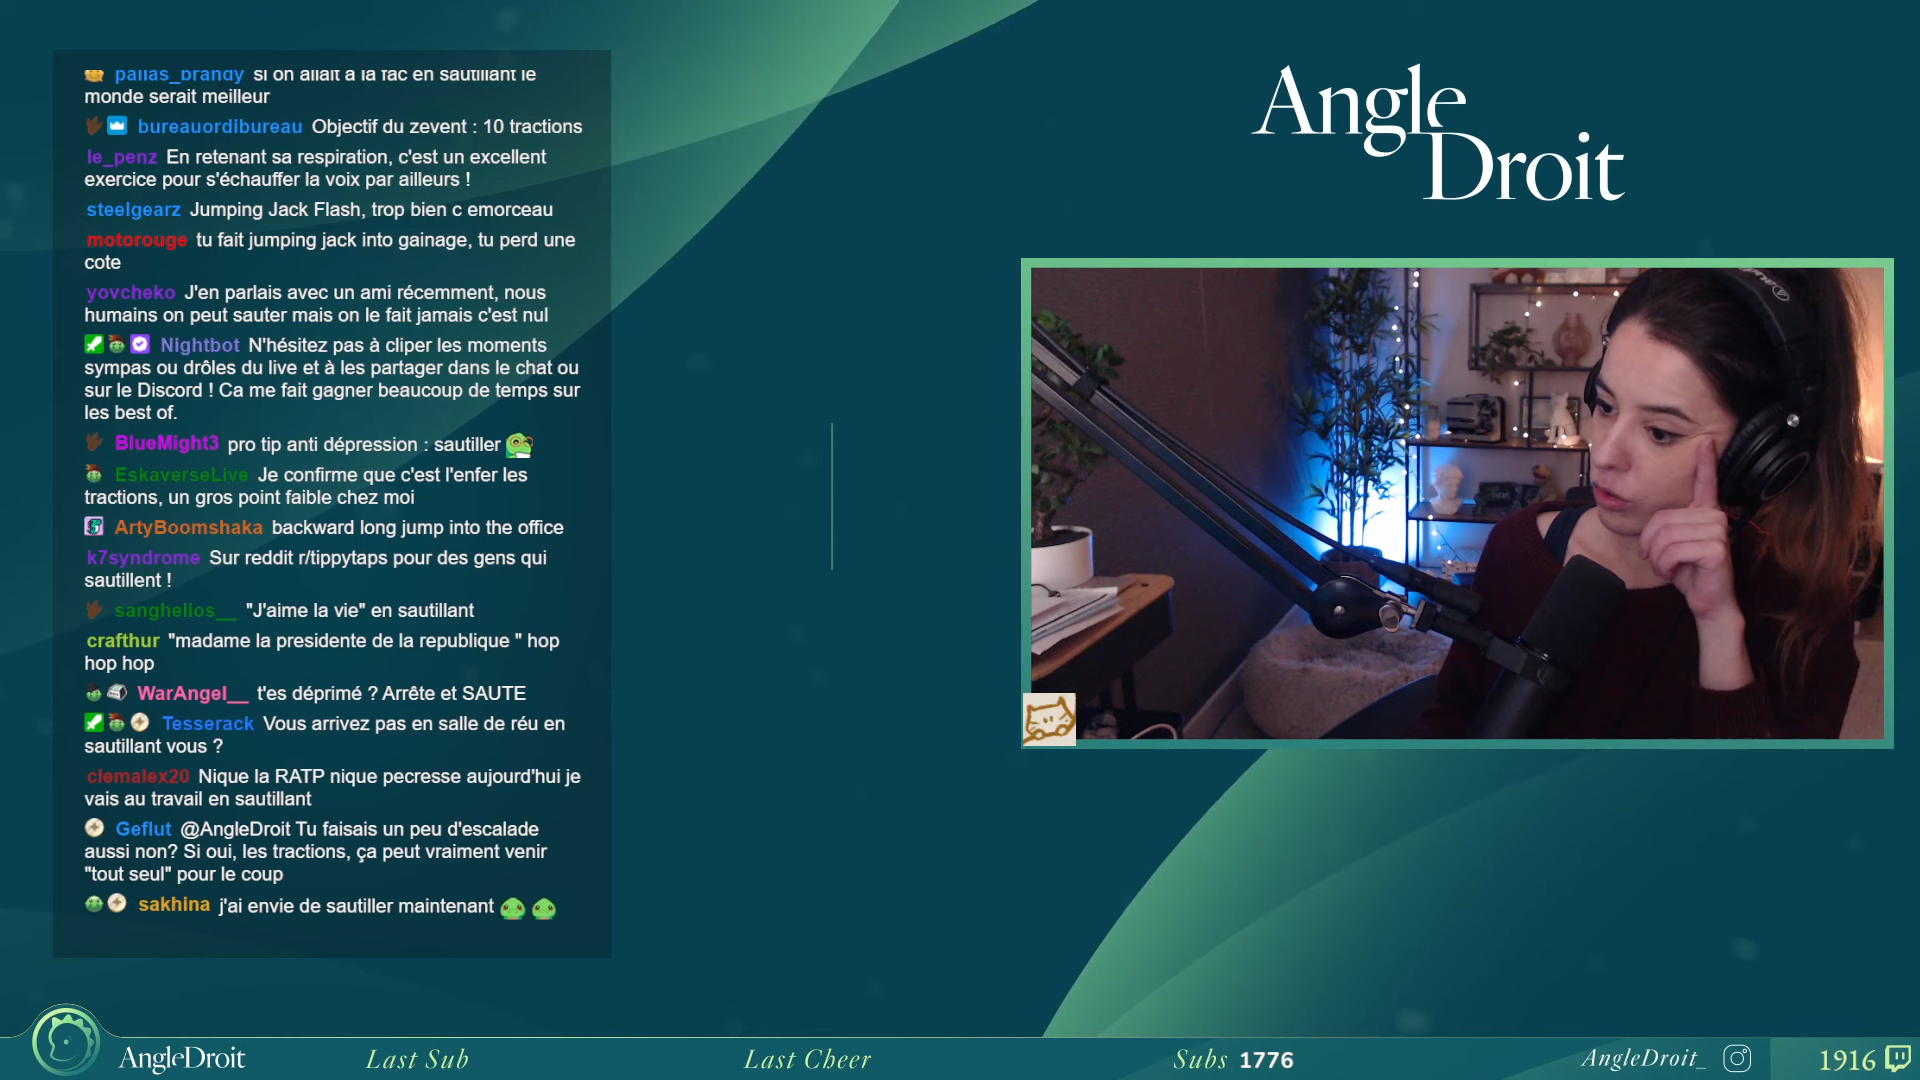 pallas_brandy si on allait à la fac en sautillant le
monde serait meilleur
bureauordibureau Objectif du zevent : 10 tractions
le_penz En retenant sa respiration, c'est un excellent
exercice pour s'échauffer la voix par ailleurs !
steelgearz Jumping Jack Flash, trop bien c emorceau
motorouge tu fait jumping jack into gainage, tu perd une
cote
yovcheko J'en parlais avec un ami récemment, nous
humains on peut sauter mais on le fait jamais c'est nul
Nightbot N'hésitez pas à cliper les moments
sympas ou drôles du live et à les partager dans le chat ou
sur le Discord ! Ca me fait gagner beaucoup de temps sur
les best of.
BlueMight3 pro tip anti dépression : sautiller
EskaverseLive Je confirme que c'est l'enfer les
tractions, un gros point faible chez moi
ArtyBoomshaka backward long jump into the office
k7syndrome Sur reddit r/tippytaps pour des gens qui
sautillent !
sanghelios__ "J'aime la vie" en sautillant
crafthur "madame la presidente de la republique " hop
hop hop
WarAngel__ t'es déprimé ? Arrête et SAUTE
Tesserack Vous arrivez pas en salle de réu en
sautillant vous ?
clemalex20 Nique la RATP nique pecresse aujourd'hui je
vais au travail en sautillant
Geflut @AngleDroit Tu faisais un peu d'escalade
aussi non? Si oui, les tractions, ça peut vraiment venir
"tout seul" pour le coup
sakhina j'ai envie de sautiller maintenant
Angle
Droit
AngleDroit
Last Sub
Last Cheer
Subs 1776
AngleDroit_
1916